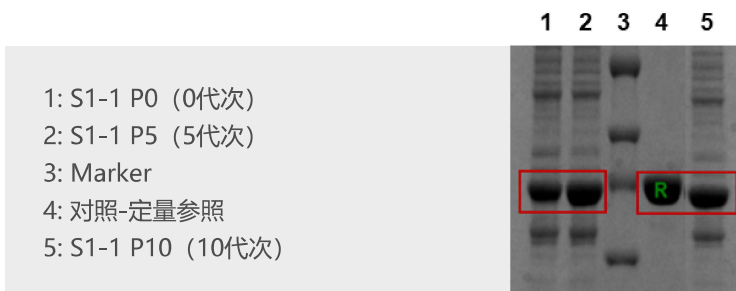 1 2 3 4 5
1: S1-1 P0（0代次）
2: S1-1 P5（5代次）
3: Marker
4: 对照-定量参照
5: S1-1 P10（10代次）
R